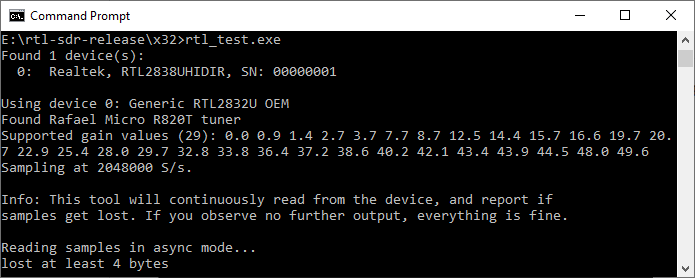 Command Prompt
E:\rtl-sdr-release\x32>rtl_test.exe
Found 1 device(s):
  0:  Realtek, RTL2838UHIDIR, SN: 00000001
Using device 0: Generic RTL2832U OEM
Found Rafael Micro R820T tuner
Supported gain values (29): 0.0 0.9 1.4 2.7 3.7 7.7 8.7 12.5 14.4 15.7 16.6 19.7 20.
7 22.9 25.4 28.0 29.7 32.8 33.8 36.4 37.2 38.6 40.2 42.1 43.4 43.9 44.5 48.0 49.6
Sampling at 2048000 S/s.
Info: This tool will continuously read from the device, and report if
samples get lost. If you observe no further output, everything is fine.
Reading samples in async mode...
lost at least 4 bytes